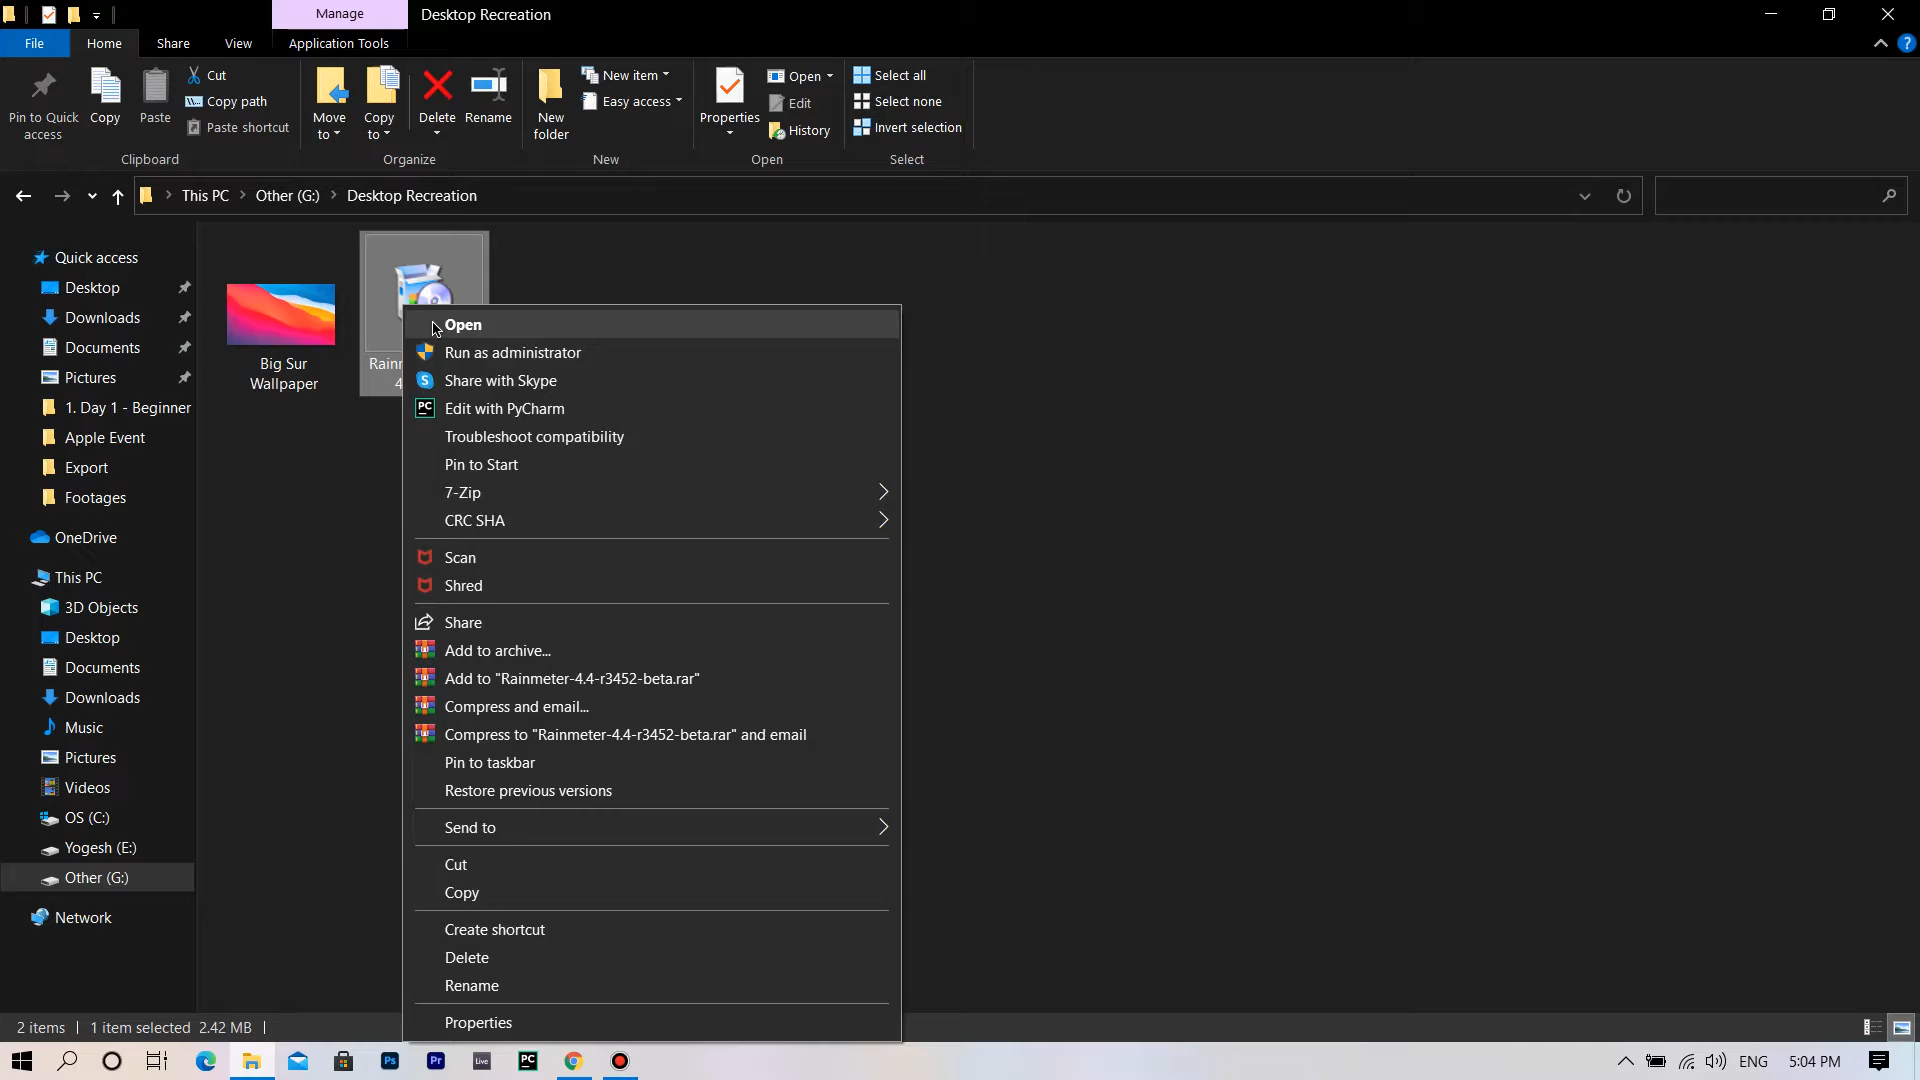 Manage
Desktop Recreation
File
Home
Share
View
Application Tools
Pin to Quick
access
Copy
Paste
Cut
Copy path
Paste shortcut
Clipboard
Move
to
Copy
to
Delete
Rename
Organize
New
folder
New item
Easy access
New
Properties
Open
Edit
History
Open
Select all
Select none
Invert selection
Select
This PC
Other (G:)
Desktop Recreation
Quick access
Desktop
Downloads
Documents
Pictures
1. Day 1 - Beginner
Apple Event
Export
Footages
OneDrive
This PC
3D Objects
Desktop
Documents
Downloads
Music
Pictures
Videos
OS (C:)
Yogesh (E:)
Other (G:)
Network
Big Sur
Wallpaper
Rainm
4
Open
Run as administrator
Share with Skype
Edit with PyCharm
Troubleshoot compatibility
Pin to Start
7-Zip
CRC SHA
Scan
Shred
Share
Add to archive...
Add to "Rainmeter-4.4-r3452-beta.rar"
Compress and email...
Compress to "Rainmeter-4.4-r3452-beta.rar" and email
Pin to taskbar
Restore previous versions
Send to
Cut
Copy
Create shortcut
Delete
Rename
Properties
2 items
1 item selected 2.42 MB
Ps
Pr
Live
PC
ENG
5:04 PM